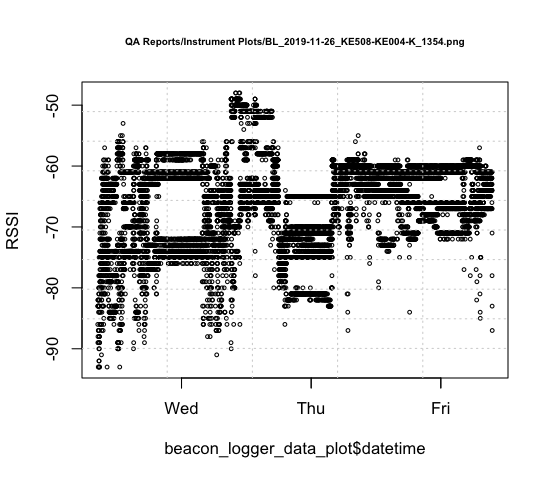 QA Reports/Instrument Plots/BL_2019-11-26_KE508-KE004-K_1354.png
-50
-60
-70
-80
-90
RSSI
Wed Thu Fri
beacon_logger_data_plot$datetime